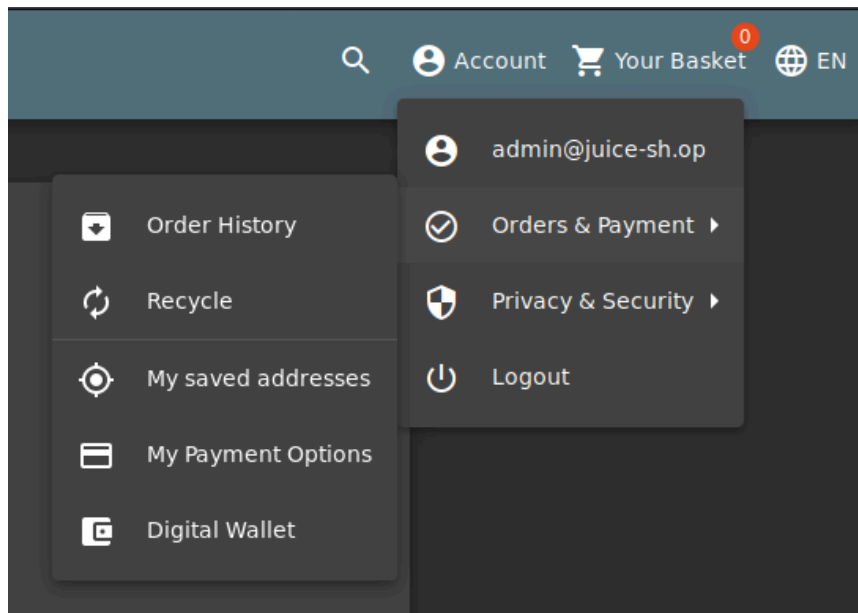 Account
0
Your Basket
EN
admin@juice-sh.op
Orders & Payment
Privacy & Security
Logout
Order History
Recycle
My saved addresses
My Payment Options
Digital Wallet